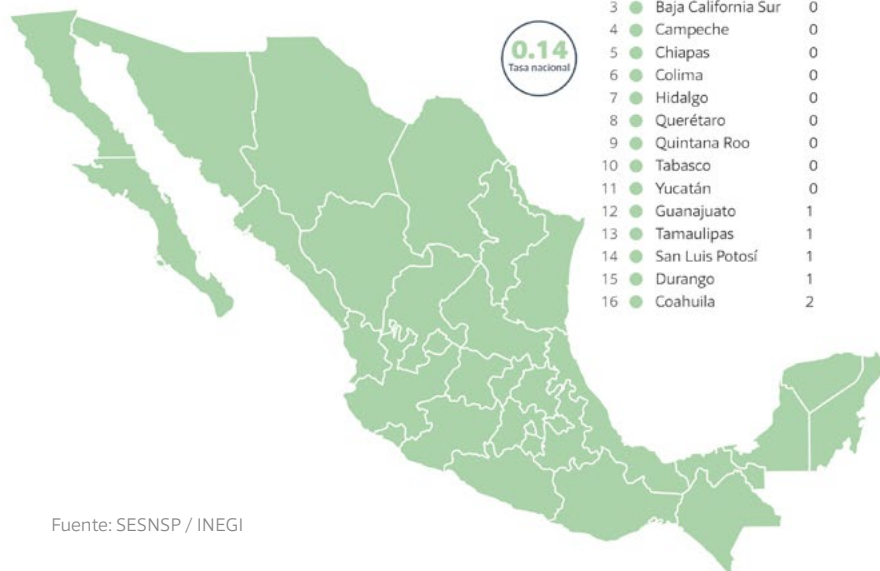 3 Baja California Sur 0
4 Campeche 0
5 Chiapas 0
6 Colima 0
7 Hidalgo 0
8 Querétaro 0
9 Quintana Roo 0
10 Tabasco 0
11 Yucatán 0
12 Guanajuato 1
13 Tamaulipas 1
14 San Luis Potosí 1
15 Durango 1
16 Coahuila 2
0.14
Tasa nacional
Fuente: SESNSP / INEGI